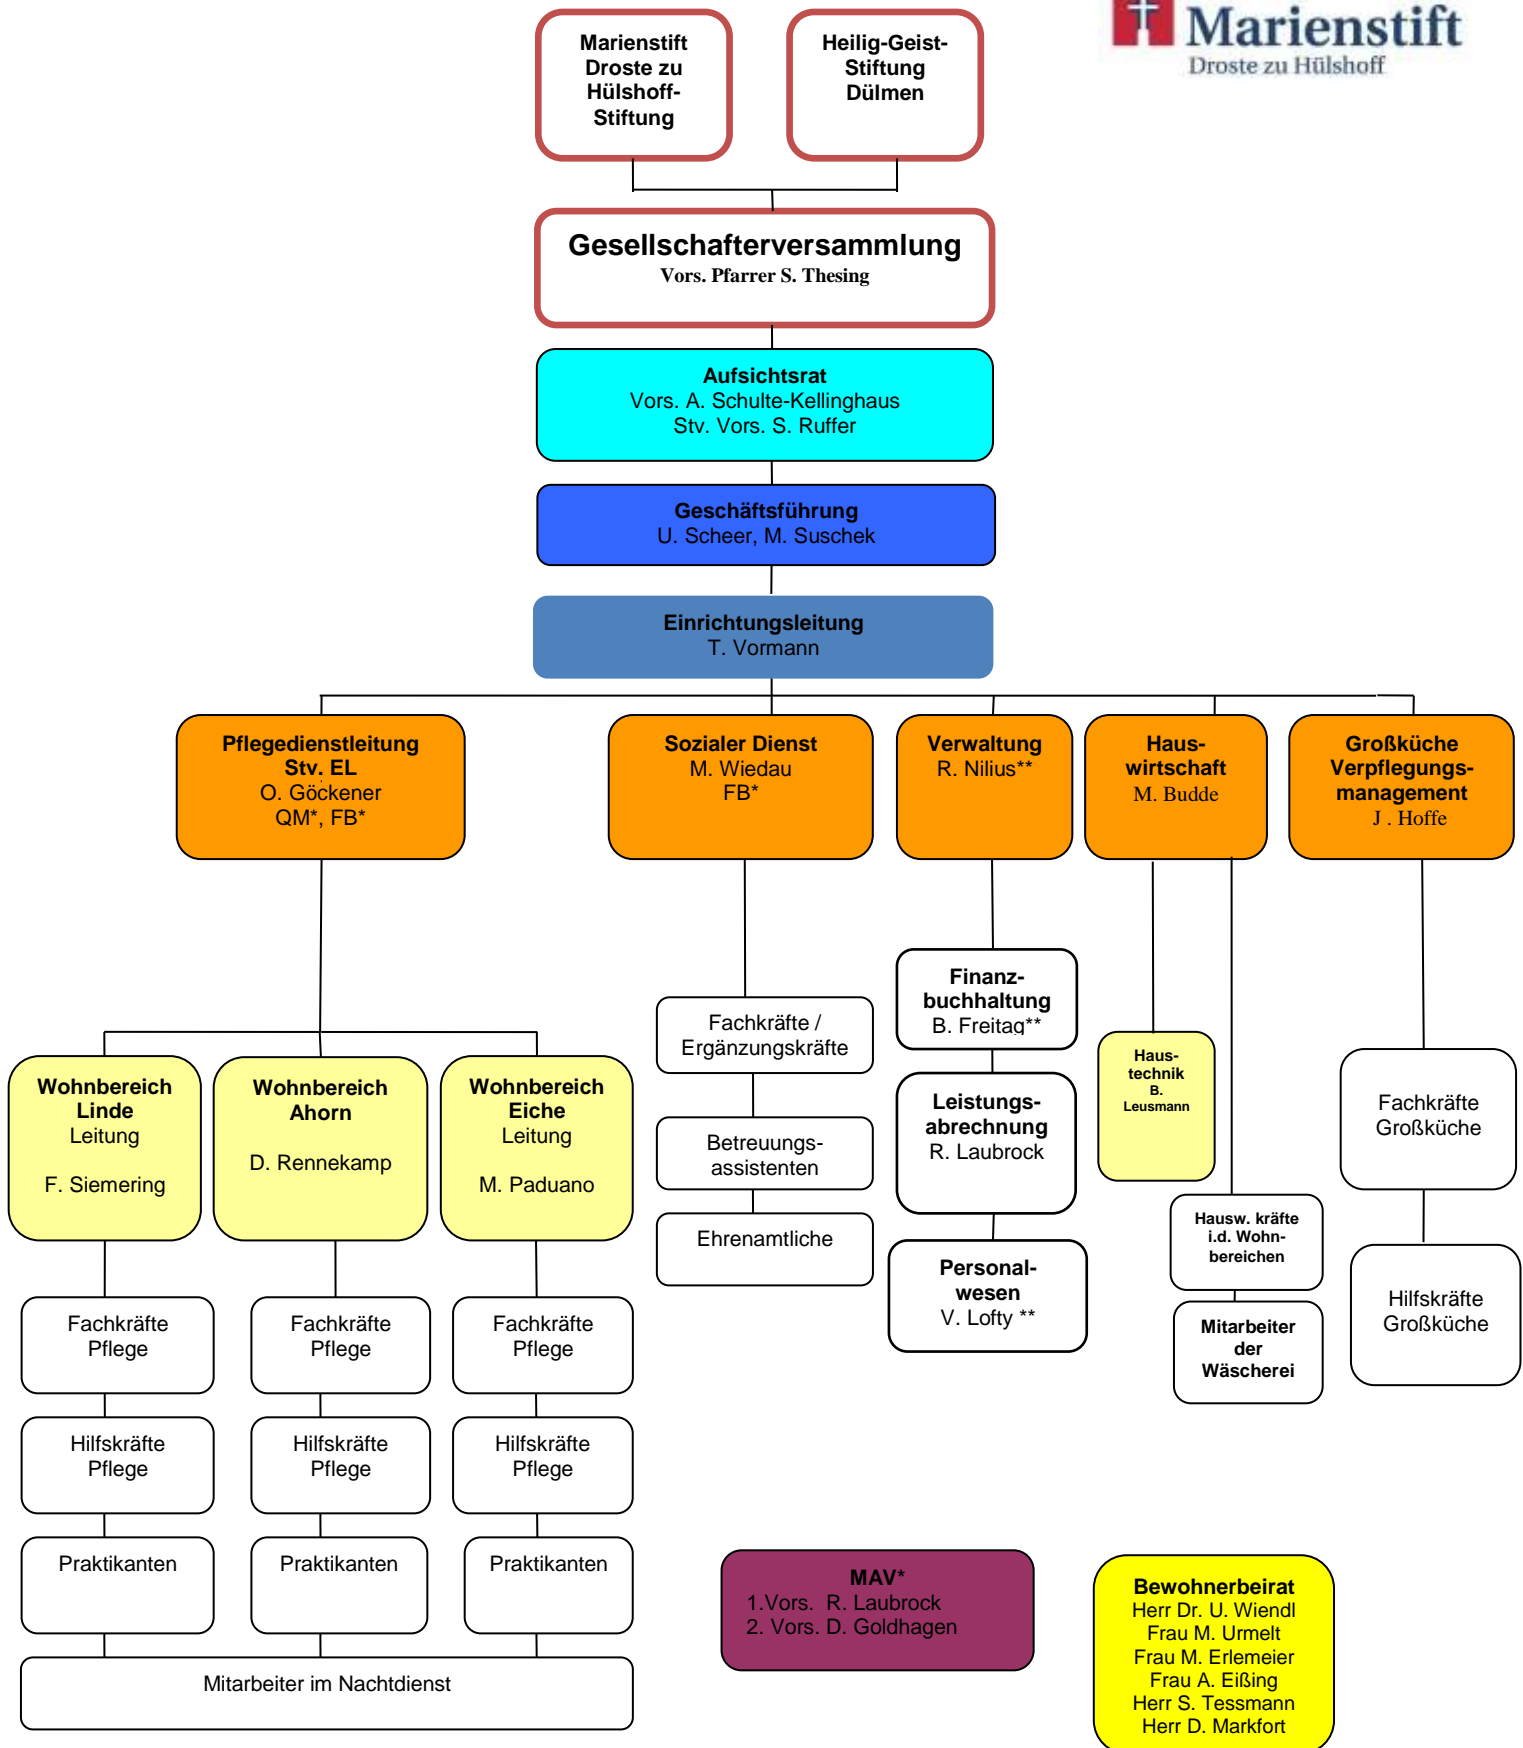 Marienstift
Droste zu Hülshoff
Marienstift
Droste zu
Hülshoff-
Stiftung
Heilig-Geist-
Stiftung
Dülmen
Gesellschafterversammlung
Vors. Pfarrer S. Thesing
Aufsichtsrat
Vors. A. Schulte-Kellinghaus
Stv. Vors. S. Ruffer
Geschäftsführung
U. Scheer, M. Suschek
Einrichtungsleitung
T. Vormann
Pflegedienstleitung
Stv. EL
O. Göckener
QM*, FB*
Sozialer Dienst
M. Wiedau
FB*
Verwaltung
R. Nilius**
Haus-
wirtschaft
M. Budde
Großküche
Verpflegungs-
management
J . Hoffe
Wohnbereich
Linde
Leitung
F. Siemering
Wohnbereich
Ahorn
D. Rennekamp
Wohnbereich
Eiche
Leitung
M. Paduano
Fachkräfte /
Ergänzungskräfte
Betreuungs-
assistenten
Ehrenamtliche
Finanz-
buchhaltung
B. Freitag**
Leistungs-
abrechnung
R. Laubrock
Personal-
wesen
V. Lofty **
Haus-
technik
B.
Leusmann
Hausw. kräfte
i.d. Wohn-
bereichen
Mitarbeiter
der
Wäscherei
Fachkräfte
Großküche
Hilfskräfte
Großküche
Fachkräfte
Pflege
Fachkräfte
Pflege
Fachkräfte
Pflege
Hilfskräfte
Pflege
Hilfskräfte
Pflege
Hilfskräfte
Pflege
Praktikanten
Praktikanten
Praktikanten
Mitarbeiter im Nachtdienst
MAV*
1.Vors. R. Laubrock
2. Vors. D. Goldhagen
Bewohnerbeirat
Herr Dr. U. Wiendl
Frau M. Urmelt
Frau M. Erlemeier
Frau A. Eißing
Herr S. Tessmann
Herr D. Markfort